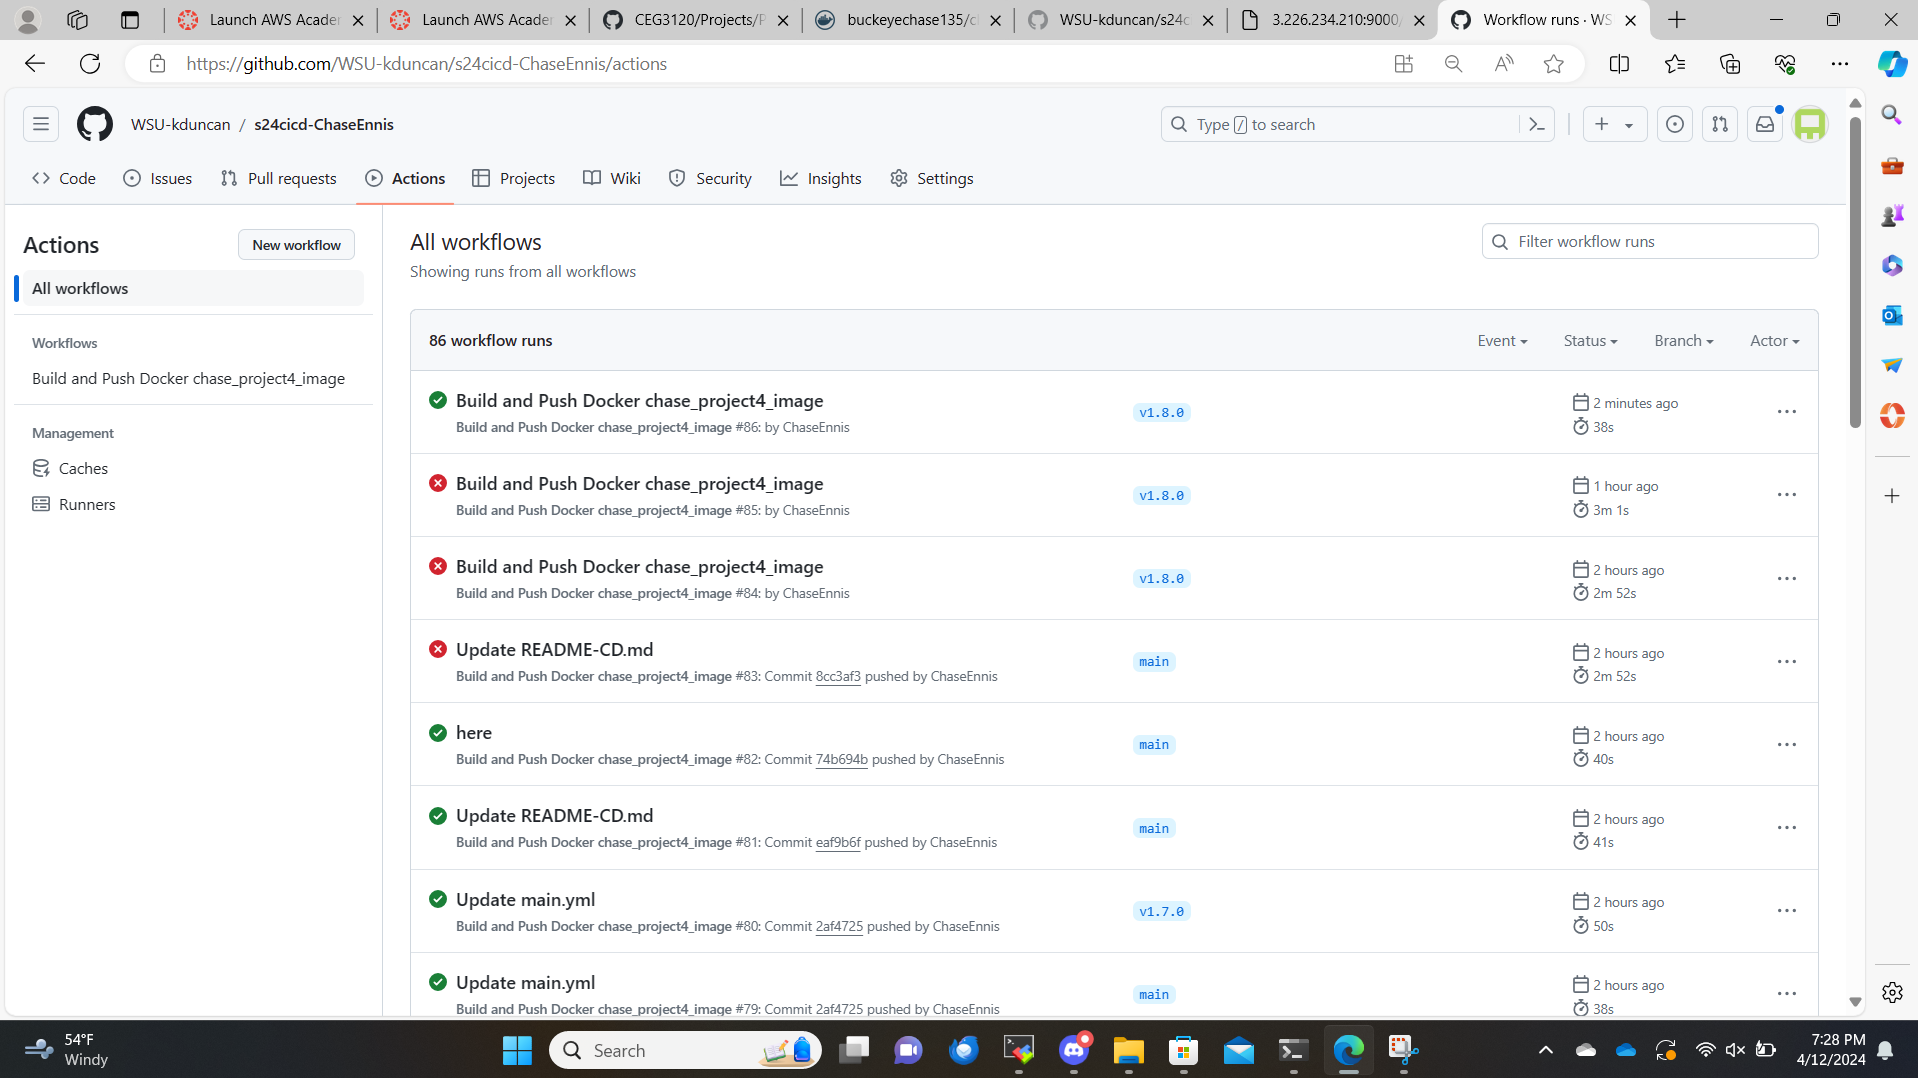 Launch AWS Acader
Launch AWS Acader
CEG3120/Projects/P
buckeyechase135/c
WSU-kduncan/s24c
3.226.234.210:9000/
Workflow runs · WS
https://github.com/WSU-kduncan/s24cicd-ChaseEnnis/actions
WSU-kduncan / s24cicd-ChaseEnnis
Type / to search
Code
Issues
Pull requests
Actions
Projects
Wiki
Security
Insights
Settings
Actions
New workflow
All workflows
Workflows
Build and Push Docker chase_project4_image
Management
Caches
Runners
All workflows
Showing runs from all workflows
Filter workflow runs
86 workflow runs
Event
Status
Branch
Actor
Build and Push Docker chase_project4_image
Build and Push Docker chase_project4_image #86: by ChaseEnnis
v1.8.0
2 minutes ago
38s
Build and Push Docker chase_project4_image
Build and Push Docker chase_project4_image #85: by ChaseEnnis
v1.8.0
1 hour ago
3m 1s
Build and Push Docker chase_project4_image
Build and Push Docker chase_project4_image #84: by ChaseEnnis
v1.8.0
2 hours ago
2m 52s
Update README-CD.md
Build and Push Docker chase_project4_image #83: Commit 8cc3af3 pushed by ChaseEnnis
main
2 hours ago
2m 52s
here
Build and Push Docker chase_project4_image #82: Commit 74b694b pushed by ChaseEnnis
main
2 hours ago
40s
Update README-CD.md
Build and Push Docker chase_project4_image #81: Commit eaf9b6f pushed by ChaseEnnis
main
2 hours ago
41s
Update main.yml
Build and Push Docker chase_project4_image #80: Commit 2af4725 pushed by ChaseEnnis
v1.7.0
2 hours ago
50s
Update main.yml
Build and Push Docker chase_project4_image #79: Commit 2af4725 pushed by ChaseEnnis
main
2 hours ago
38s
54°F
Windy
Search
7:28 PM
4/12/2024